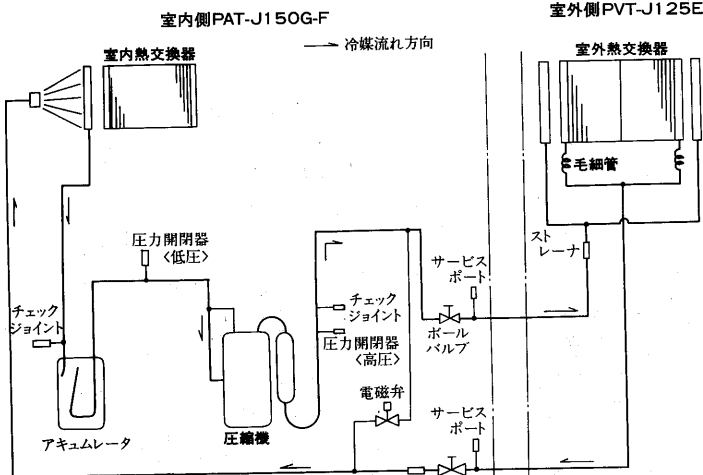 室内側PAT-J150G-F
室外側PVT-J125E
室内熱交換器
冷媒流れ方向
室外熱交換器
毛細管
圧力開閉器
〈低圧〉
スト
レーナ
サービス
ポート
チェック
ジョイント
チェック
ジョイント
圧力開閉器
〈高圧〉
ボール
バルブ
電磁弁
サービス
ポート
アキュムレータ
圧縮機